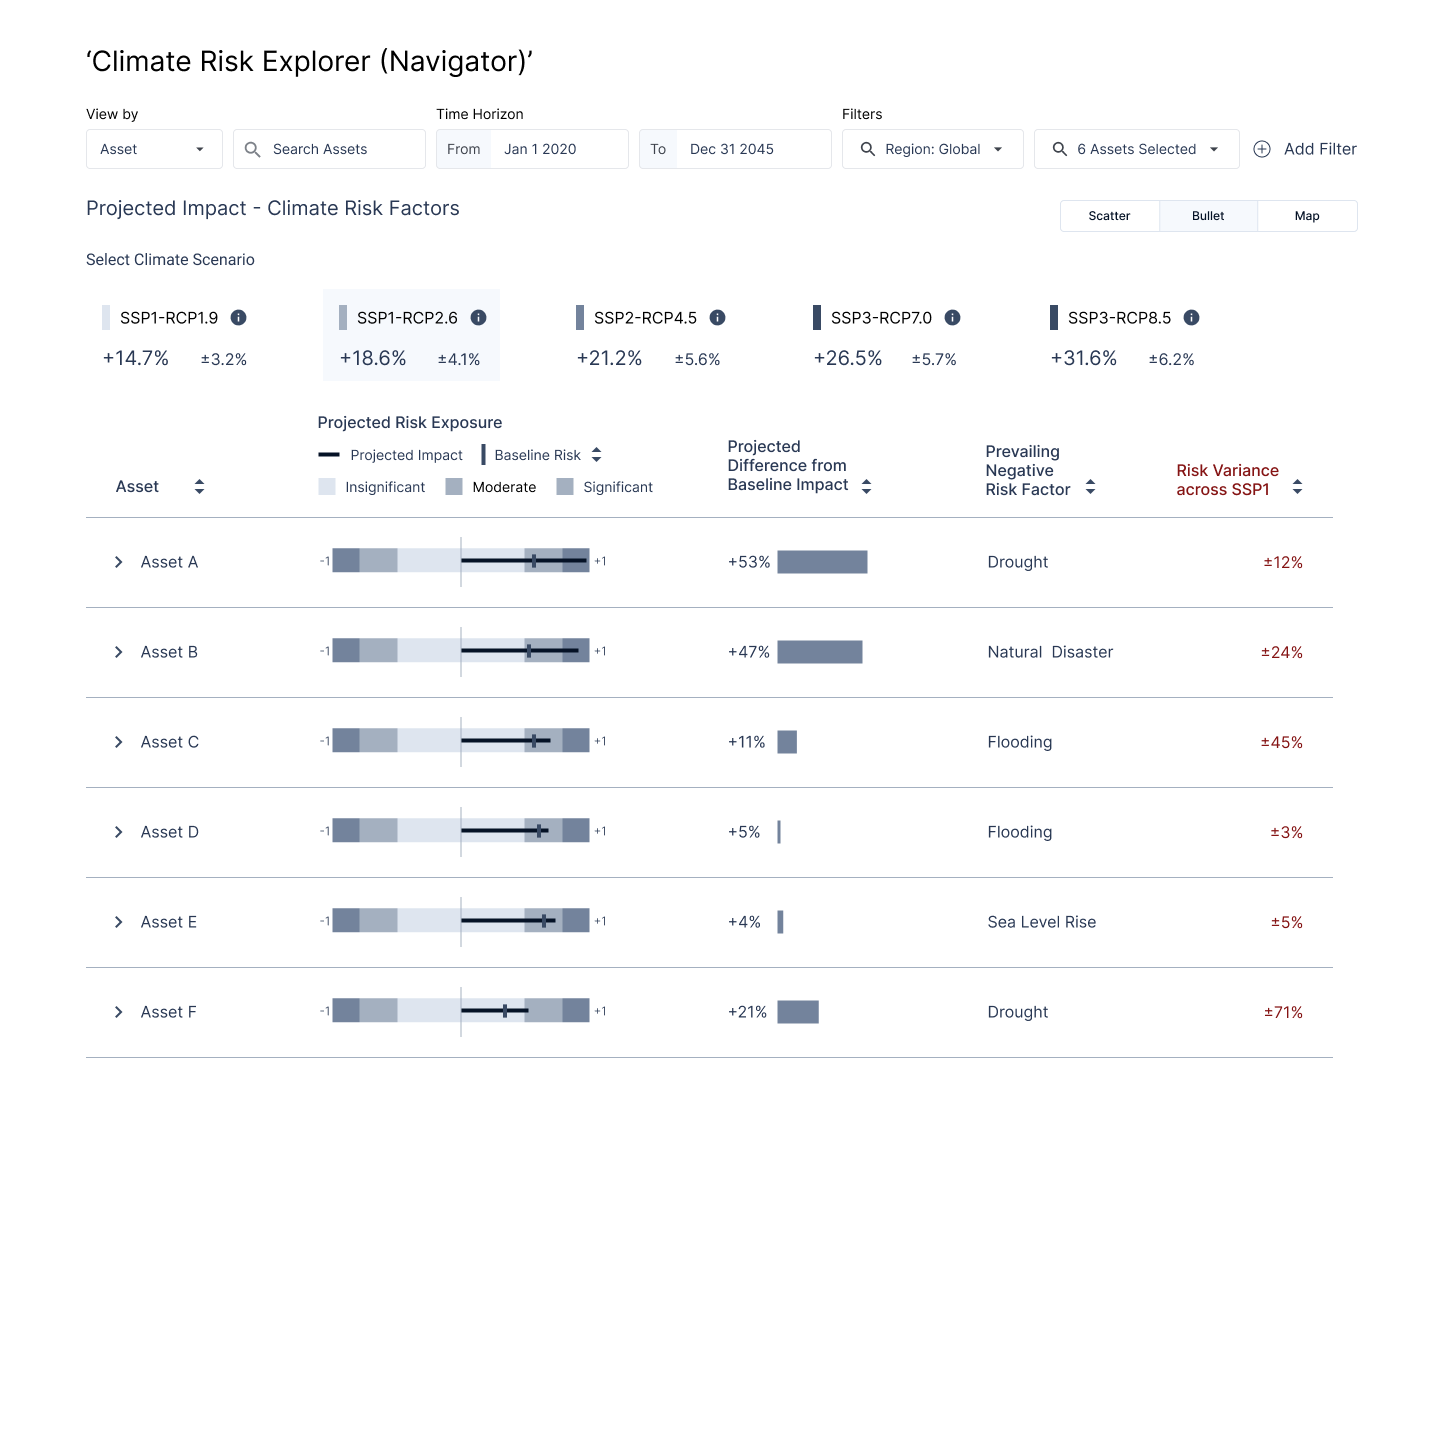 ‘Climate Risk Explorer (Navigator)’
View by
Time Horizon
Filters
Asset
Search Assets
From Jan 1 2020
To Dec 31 2045
Region: Global
6 Assets Selected
Add Filter
Projected Impact - Climate Risk Factors
Scatter
Bullet
Map
Select Climate Scenario
SSP1-RCP1.9
+14.7% ±3.2%
SSP1-RCP2.6
+18.6% ±4.1%
SSP2-RCP4.5
+21.2% ±5.6%
SSP3-RCP7.0
+26.5% ±5.7%
SSP3-RCP8.5
+31.6% ±6.2%
Asset
Projected Risk Exposure
Projected Impact Baseline Risk
Insignificant Moderate Significant
Projected
Difference from
Baseline Impact
Prevailing
Negative
Risk Factor
Risk Variance
across SSP1
Asset A -1 +1 +53% Drought ±12%
Asset B -1 +1 +47% Natural Disaster ±24%
Asset C -1 +1 +11% Flooding ±45%
Asset D -1 +1 +5% Flooding ±3%
Asset E -1 +1 +4% Sea Level Rise ±5%
Asset F -1 +1 +21% Drought ±71%